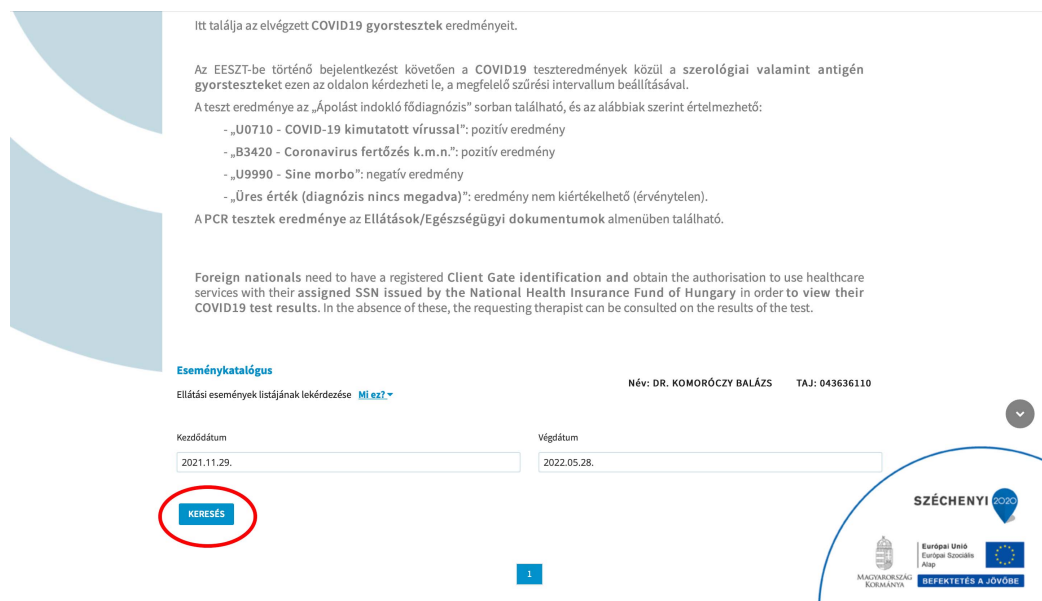 Itt találja az elvégzett COVID19 gyorstesztek eredményeit.
Az EESZT-be történő bejelentkezést követően a COVID19 teszteredmények közül a szerológiai valamint antigén
gyorsteszteket ezen az oldalon kérdezheti le, a megfelelő szűrési intervallum beállításával.
A teszt eredménye az „Ápolást indokló fődiagnózis” sorban található, és az alábbiak szerint értelmezhető:
- „U0710 - COVID-19 kimutatott vírussal”: pozitív eredmény
- „B3420 - Coronavirus fertőzés k.m.n.”: pozitív eredmény
- „U9990 - Sine morbo”: negatív eredmény
- „Üres érték (diagnózis nincs megadva)”: eredmény nem kiértékelhető (érvénytelen).
A PCR tesztek eredménye az Ellátások/Egészségügyi dokumentumok almenüben található.
Foreign nationals need to have a registered Client Gate identification and obtain the authorisation to use healthcare
services with their assigned SSN issued by the National Health Insurance Fund of Hungary in order to view their
COVID19 test results. In the absence of these, the requesting therapist can be consulted on the results of the test.
Eseménykatalógus
Ellátási események listájának lekérdezése Mi ez?
Név: DR. KOMORÓCZY BALÁZS TAJ: 043636110
Kezdődátum
Végdátum
2021.11.29.
2022.05.28.
KERESÉS
1
SZÉCHENYI 2020
Magyarország
Kormánya
Európai Unió
Európai Szociális
Alap
BEFEKTETÉS A JÖVŐBE